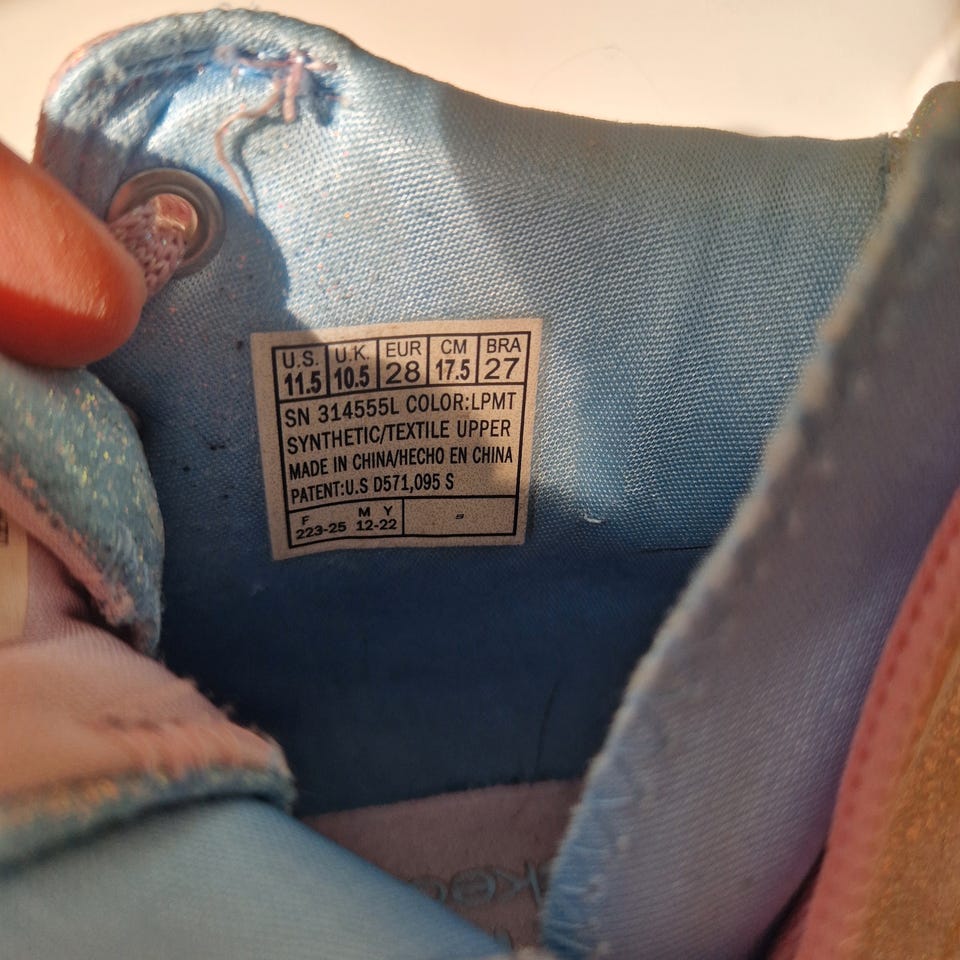 U.S. U.K. EUR CM BRA
11.5 10.5 28 17.5 27
SN 314555L COLOR:LPMT
SYNTHETIC/TEXTILE UPPER
MADE IN CHINA/HECHO EN CHINA
PATENT:U.S D571,095 S
F M Y
223-25 12-22